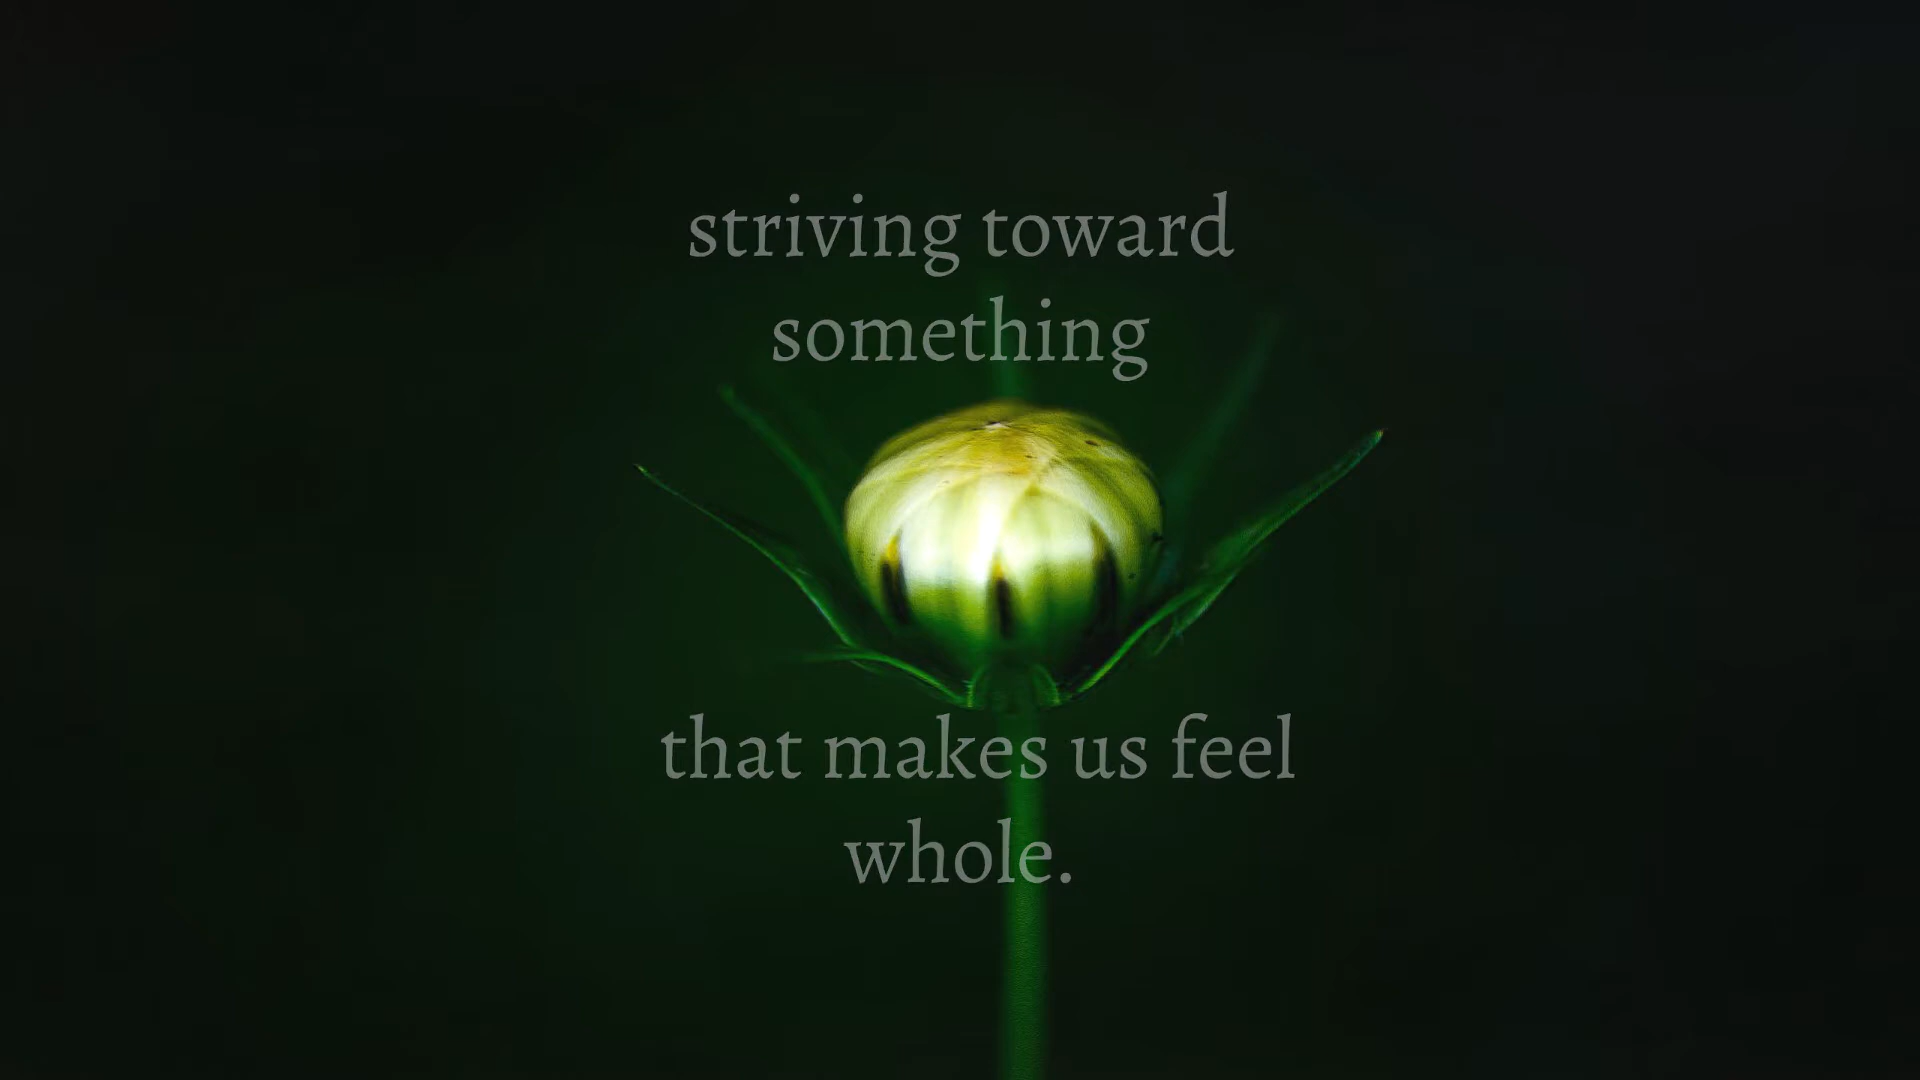 striving toward
something
that makes us feel
whole.